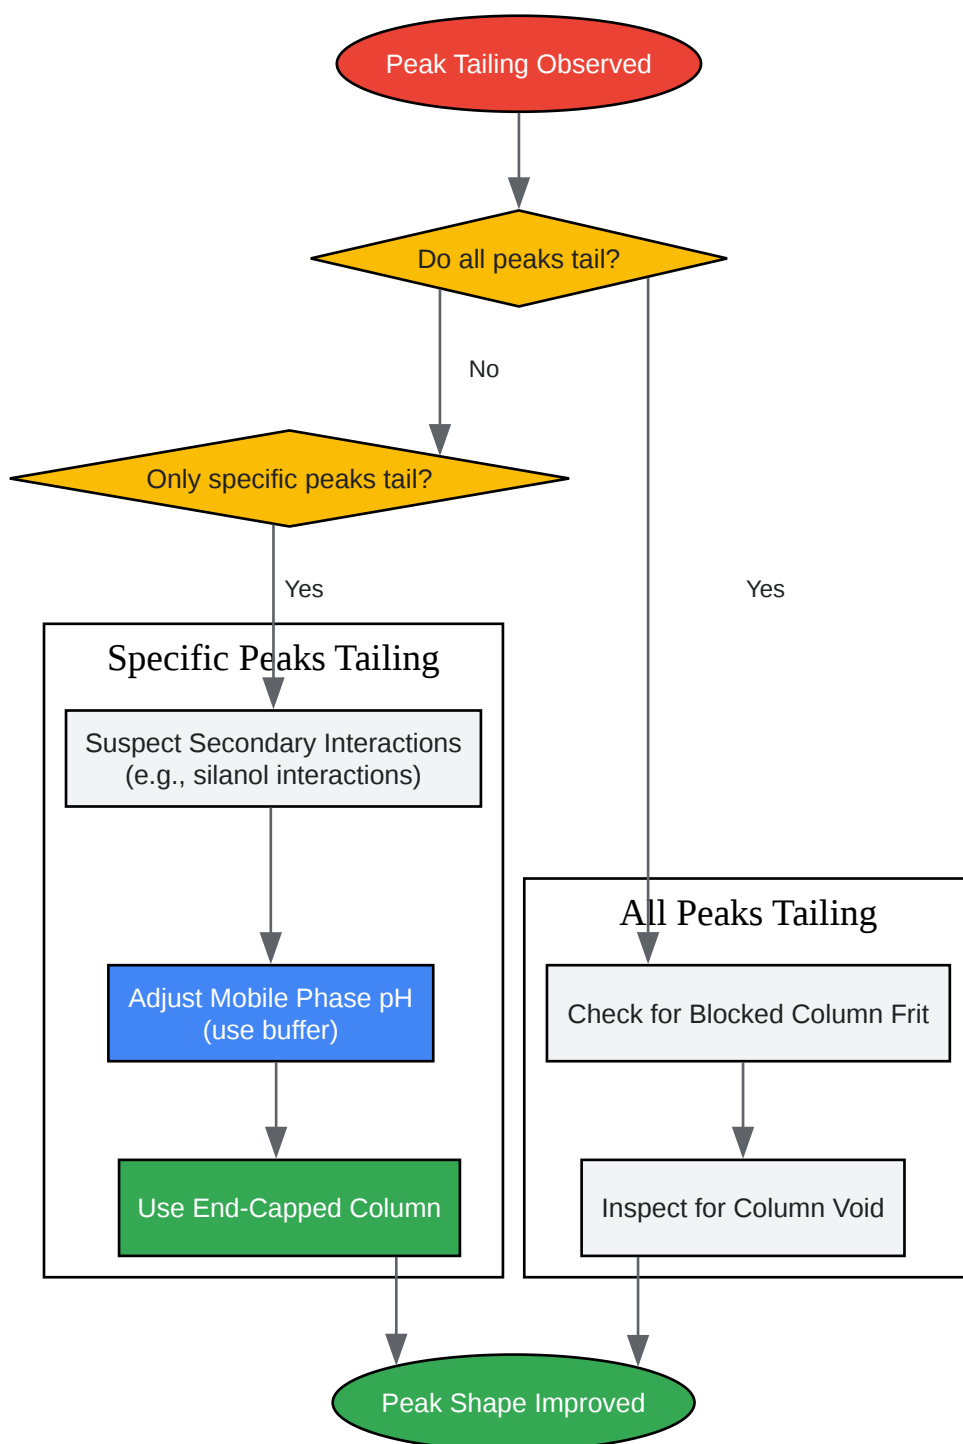 Peak Tailing Observed
Do all peaks tail?
No
Only specific peaks tail?
Yes
Yes
Specific Peaks Tailing
Suspect Secondary Interactions
(e.g., silanol interactions)
Adjust Mobile Phase pH
(use buffer)
Use End-Capped Column
All Peaks Tailing
Check for Blocked Column Frit
Inspect for Column Void
Peak Shape Improved